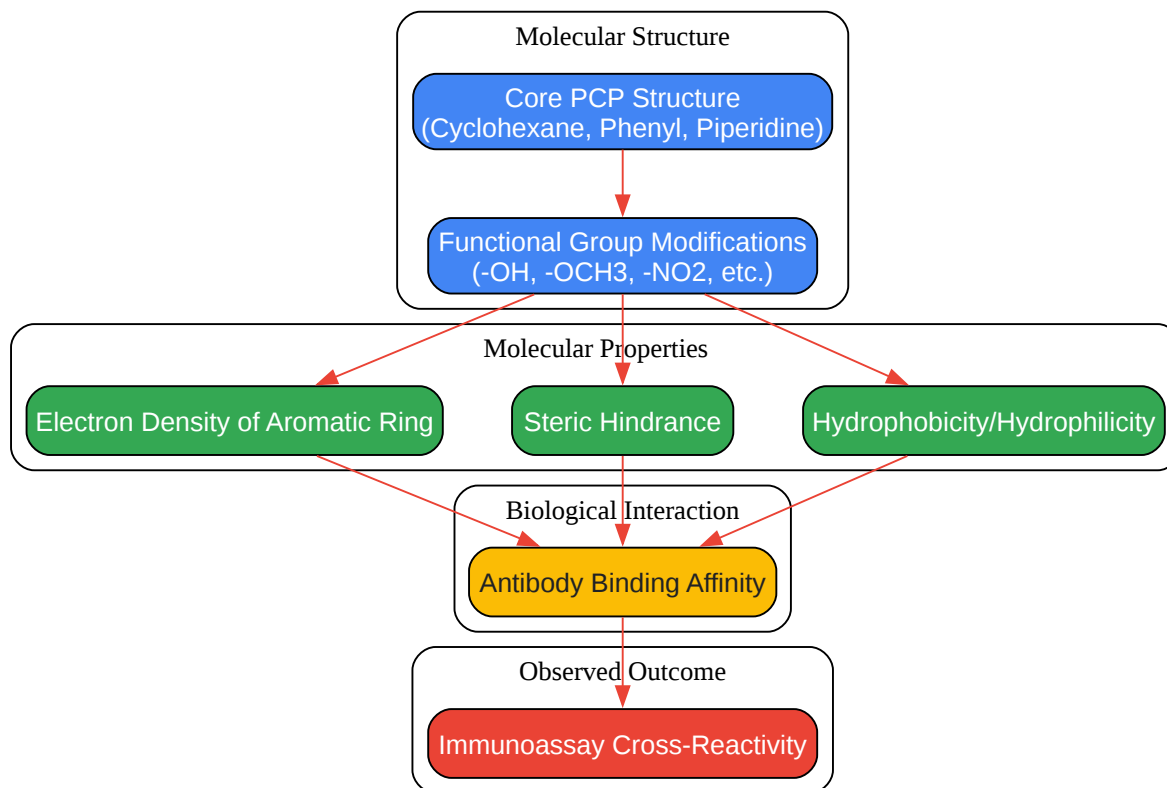 Molecular Structure
Core PCP Structure
(Cyclohexane, Phenyl, Piperidine)
Functional Group Modifications
(-OH, -OCH3, -NO2, etc.)
Molecular Properties
Electron Density of Aromatic Ring
Steric Hindrance
Hydrophobicity/Hydrophilicity
Biological Interaction
Antibody Binding Affinity
Observed Outcome
Immunoassay Cross-Reactivity